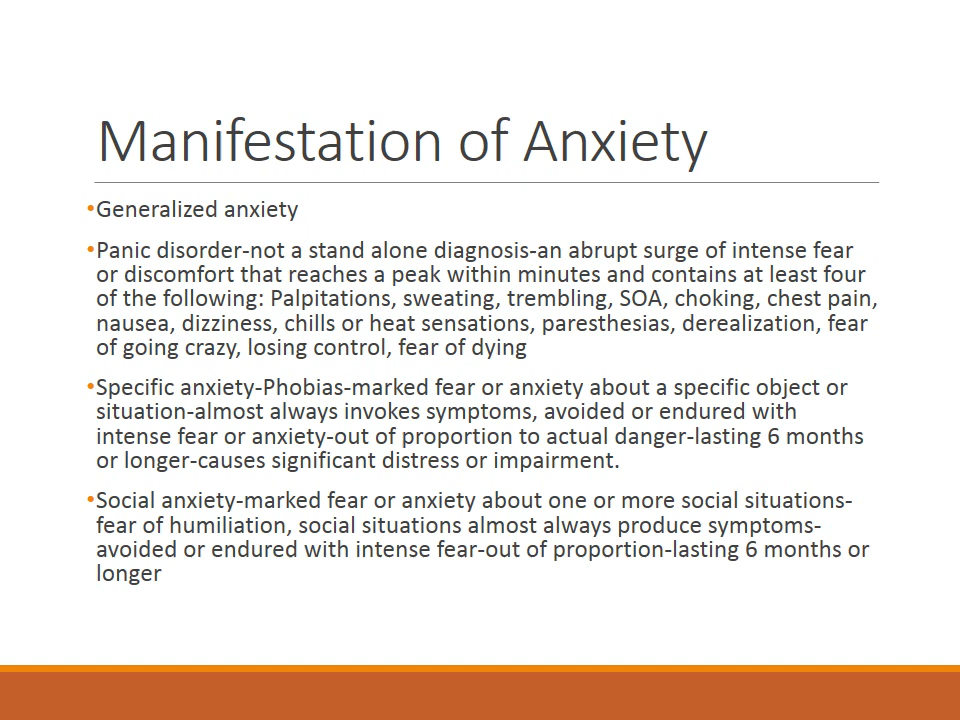 Manifestation of Anxiety
•Generalized anxiety
•Panic disorder-not a stand alone diagnosis-an abrupt surge of intense fear
or discomfort that reaches a peak within minutes and contains at least four
of the following: Palpitations, sweating, trembling, SOA, choking, chest pain,
nausea, dizziness, chills or heat sensations, paresthesias, derealization, fear
of going crazy, losing control, fear of dying
•Specific anxiety-Phobias-marked fear or anxiety about a specific object or
situation-almost always invokes symptoms, avoided or endured with
intense fear or anxiety-out of proportion to actual danger-lasting 6 months
or longer-causes significant distress or impairment.
•Social anxiety-marked fear or anxiety about one or more social situations-
fear of humiliation, social situations almost always produce symptoms-
avoided or endured with intense fear-out of proportion-lasting 6 months or
longer